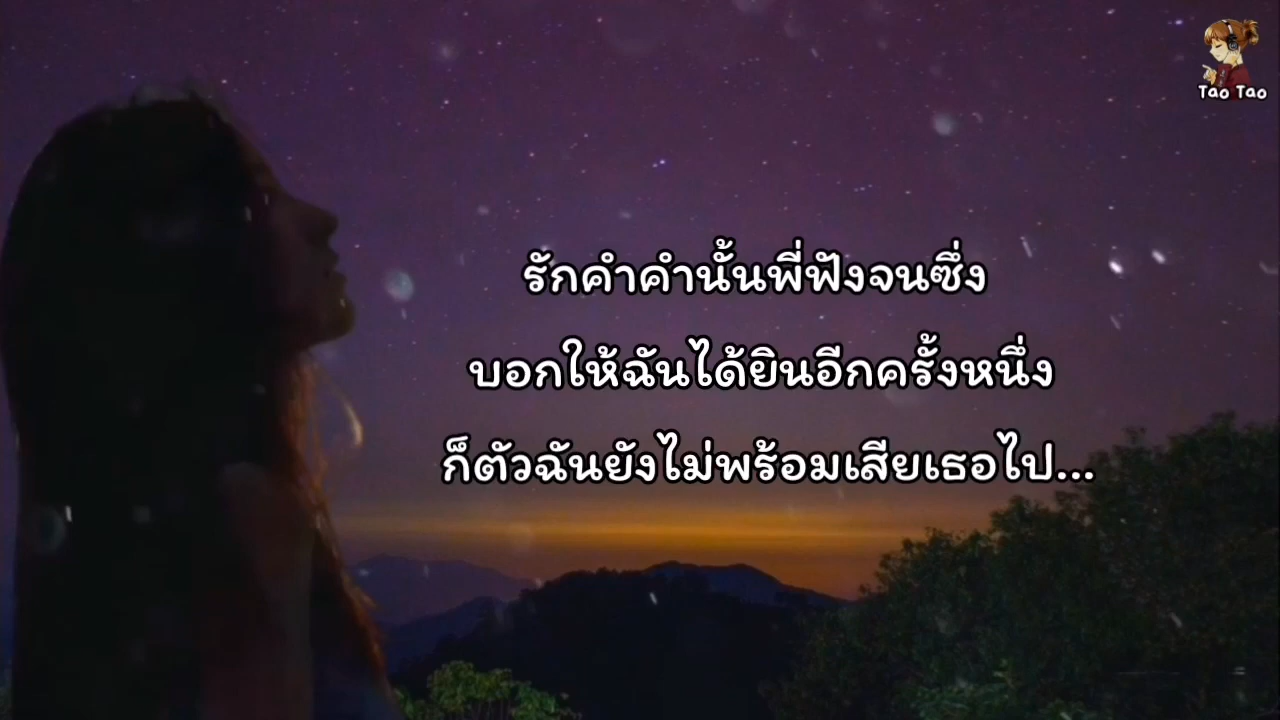 Tao Tao
รักคำคำนั้นพี่ฟังจนซึ่ง
บอกให้ฉันได้ยินอีกครั้งหนึ่ง
ก็ตัวฉันยังไม่พร้อมเสียเธอไป...